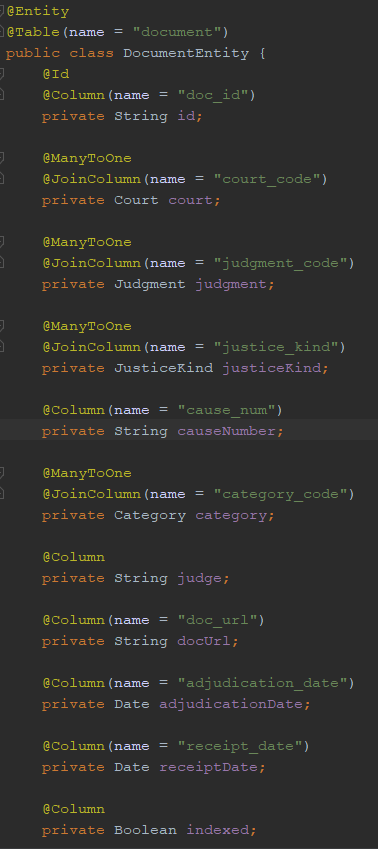 @Entity
@Table(name = "document")
public class DocumentEntity {
@Id
@Column(name = "doc_id")
private String id;
@ManyToOne
@JoinColumn(name = "court_code")
private Court court;
@ManyToOne
@JoinColumn(name = "judgment_code")
private Judgment judgment;
@ManyToOne
@JoinColumn(name = "justice_kind")
private JusticeKind justiceKind;
@Column(name = "cause_num")
private String causeNumber;
@ManyToOne
@JoinColumn(name = "category_code")
private Category category;
@Column
private String judge;
@Column(name = "doc_url")
private String docUrl;
@Column(name = "adjudication_date")
private Date adjudicationDate;
@Column(name = "receipt_date")
private Date receiptDate;
@Column
private Boolean indexed;